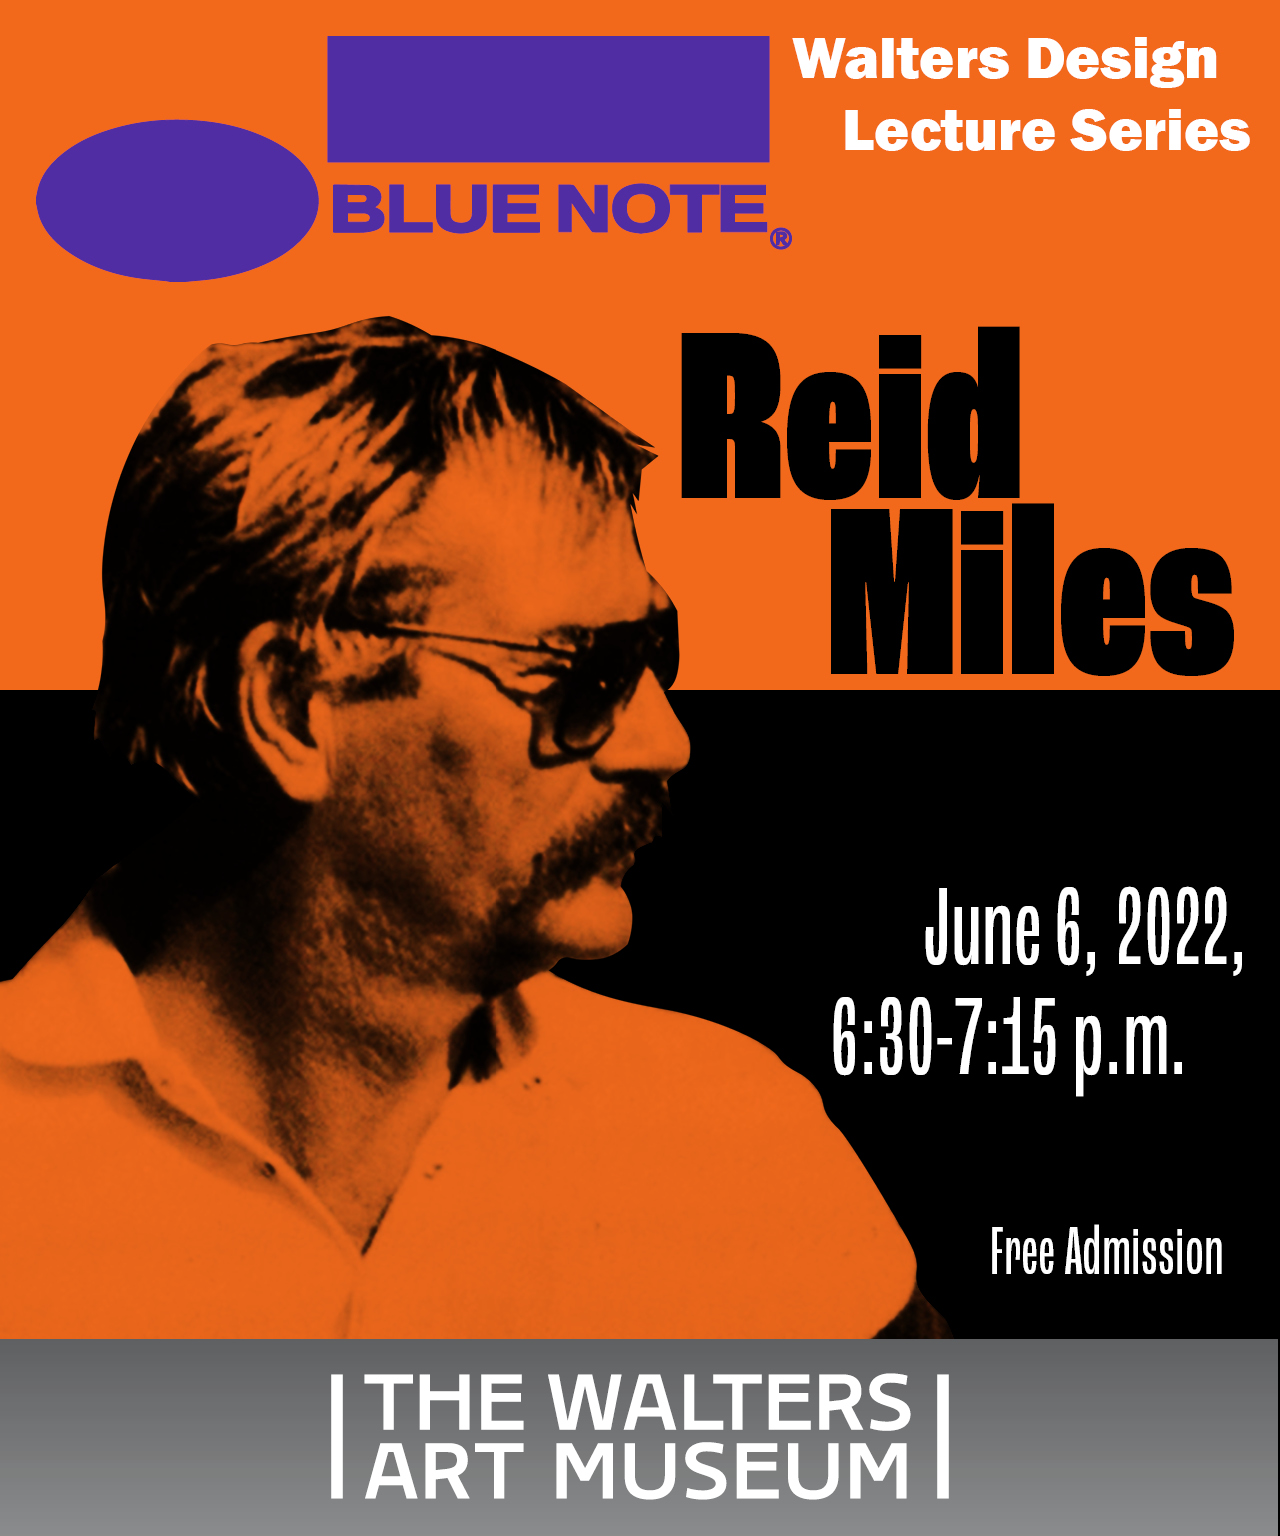 Walters Design
Lecture Series
BLUE NOTE®
Reid
Miles
June 6, 2022,
6:30-7:15 p.m.
Free Admission
THE WALTERS
ART MUSEUM